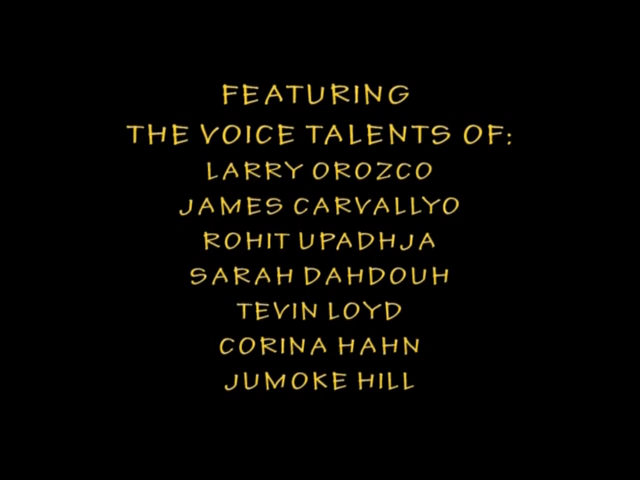 FEATURING
THE VOICE TALENTS OF:
LARRY OROZCO
JAMES CARVALLYO
ROHIT UPADHJA
SARAH DAHDOUH
TEVIN LOYD
CORINA HAHN
JUMOKE HILL